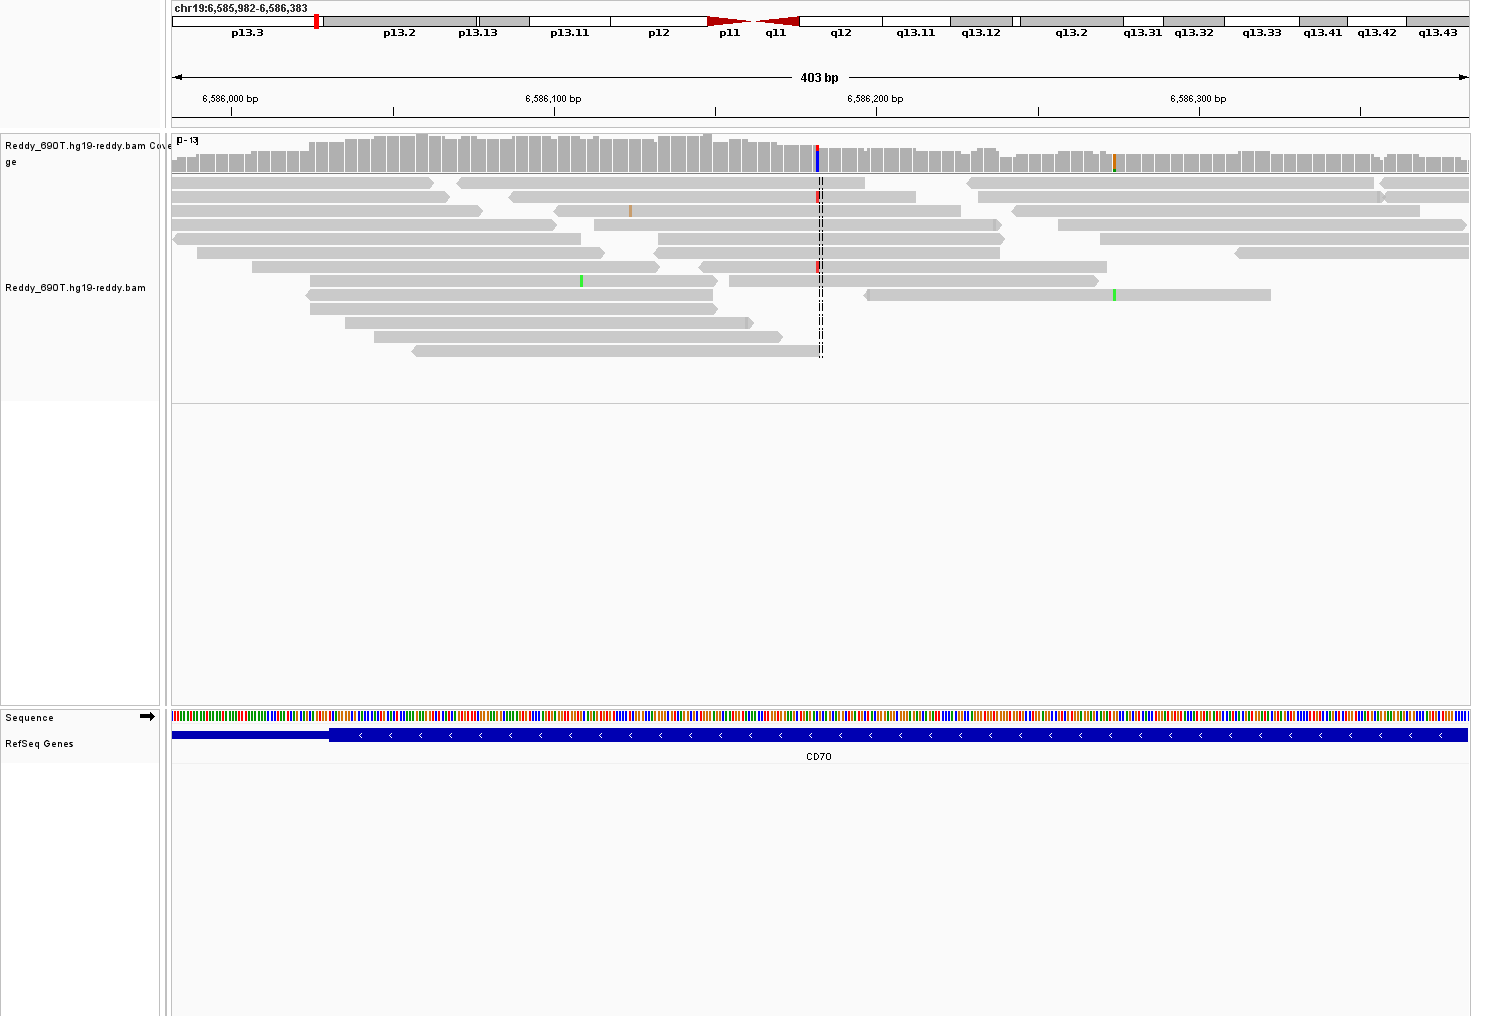 chr19:6,585,982-6,586,383
p13.3 p13.2 p13.13 p13.11 p12 p11 q11 q12 q13.11 q13.12 q13.2 q13.31 q13.32 q13.33 q13.41 q13.42 q13.43
403 bp
6,586,000 bp 6,586,100 bp 6,586,200 bp 6,586,300 bp
Reddy_690T.hg19-reddy.bam Cove
ge
[0 - 13]
Reddy_690T.hg19-reddy.bam
Sequence
RefSeq Genes
CD70